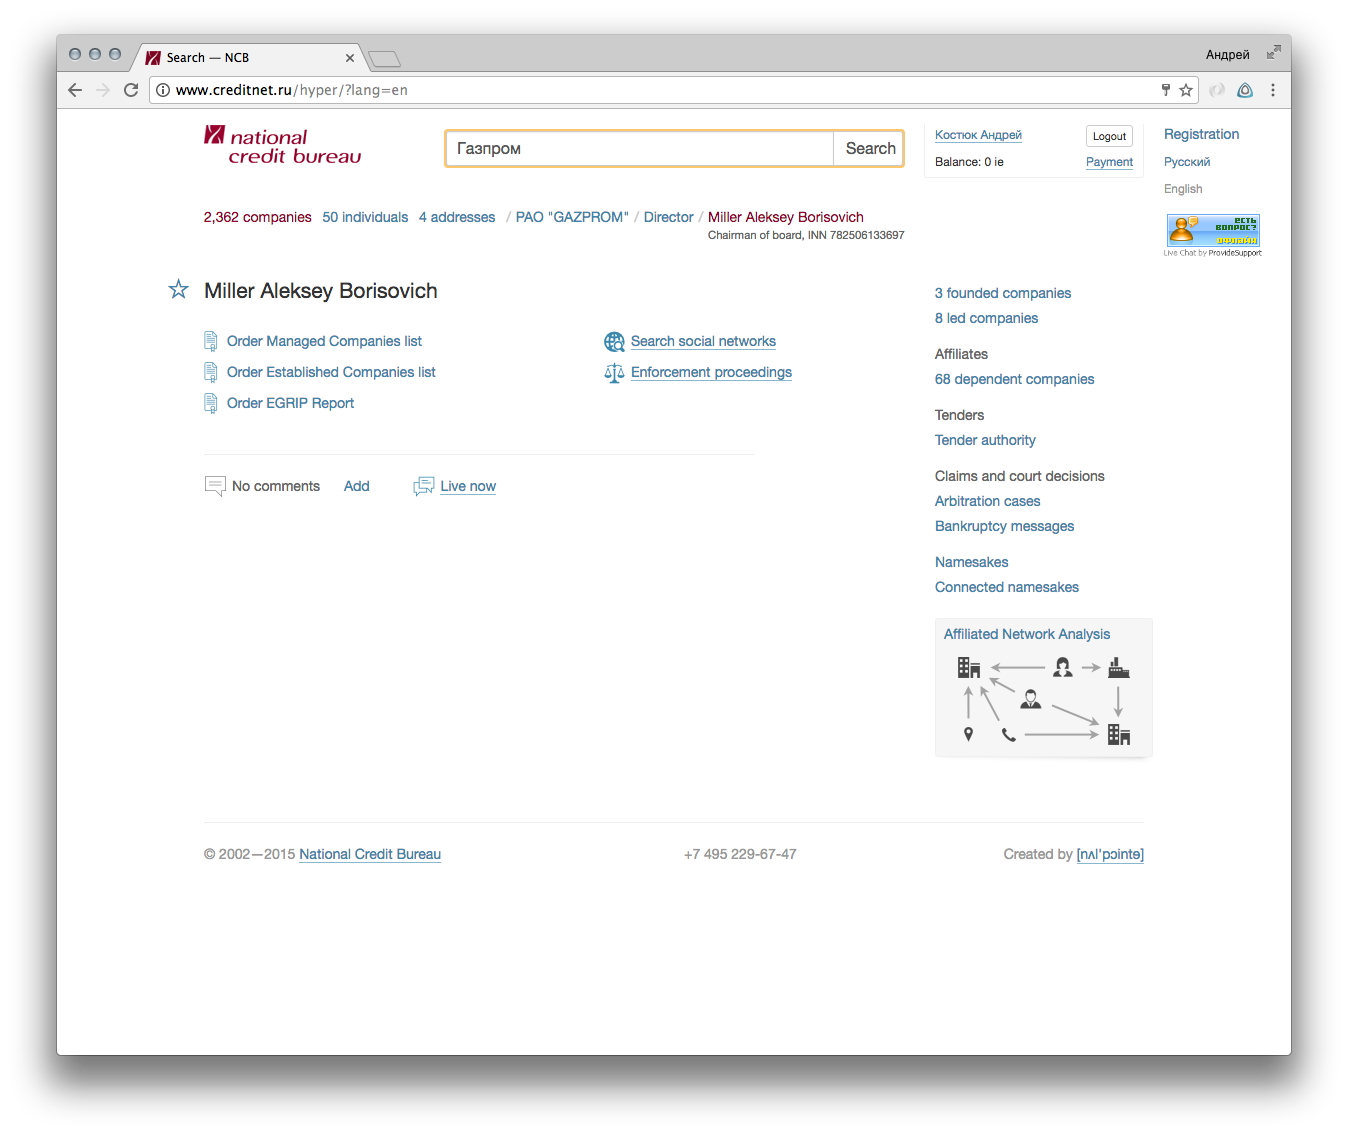 Search — NCB
Андрей
www.creditnet.ru/hyper/?lang=en
national
credit bureau
Газпром
Search
Костюк Андрей
Logout
Balance: 0 ie
Payment
Registration
Русский
English
2,362 companies 50 individuals 4 addresses / PAO "GAZPROM" / Director / Miller Aleksey Borisovich
Chairman of board, INN 782506133697
ЕСТЬ
ВОПРОС?
ОФЛАЙН
Live Chat by ProvideSupport
Miller Aleksey Borisovich
Order Managed Companies list
Order Established Companies list
Order EGRIP Report
Search social networks
Enforcement proceedings
No comments Add Live now
3 founded companies
8 led companies
Affiliates
68 dependent companies
Tenders
Tender authority
Claims and court decisions
Arbitration cases
Bankruptcy messages
Namesakes
Connected namesakes
Affiliated Network Analysis
© 2002—2015 National Credit Bureau
+7 495 229-67-47
Created by [nʌl'pɔintɘ]